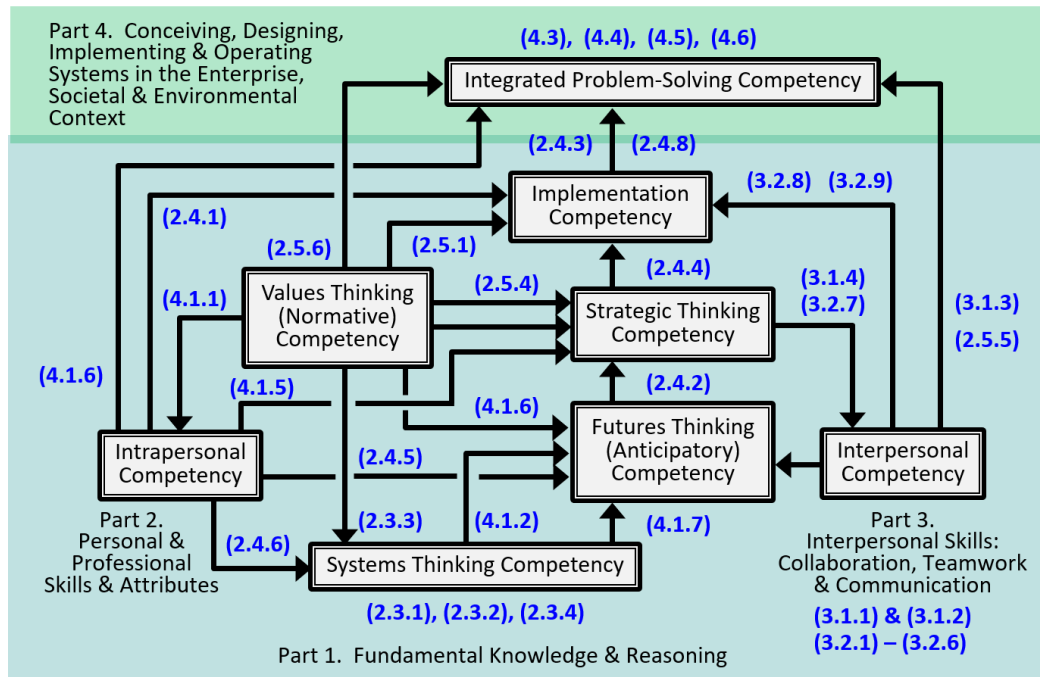 Part 4.  Conceiving, Designing,
Implementing & Operating
Systems in the Enterprise,
Societal & Environmental
Context
(4.3),  (4.4),  (4.5),  (4.6)
Integrated Problem-Solving Competency
(2.4.3)
(2.4.8)
Implementation
Competency
(3.2.8)
(3.2.9)
(2.4.1)
(2.5.6)
(2.5.1)
(2.4.4)
Values Thinking
(Normative)
Competency
(4.1.1)
(2.5.4)
Strategic Thinking
Competency
(3.1.4)
(3.2.7)
(3.1.3)
(2.5.5)
(4.1.6)
(4.1.5)
(4.1.6)
(2.4.2)
Intrapersonal
Competency
(2.4.5)
Futures Thinking
(Anticipatory)
Competency
Interpersonal
Competency
Part 2.
Personal &
Professional
Skills & Attributes
(2.4.6)
(2.3.3)
(4.1.2)
(4.1.7)
Systems Thinking Competency
(2.3.1), (2.3.2), (2.3.4)
Part 3.
Interpersonal Skills:
Collaboration, Teamwork
& Communication
(3.1.1) & (3.1.2)
(3.2.1) – (3.2.6)
Part 1.  Fundamental Knowledge & Reasoning